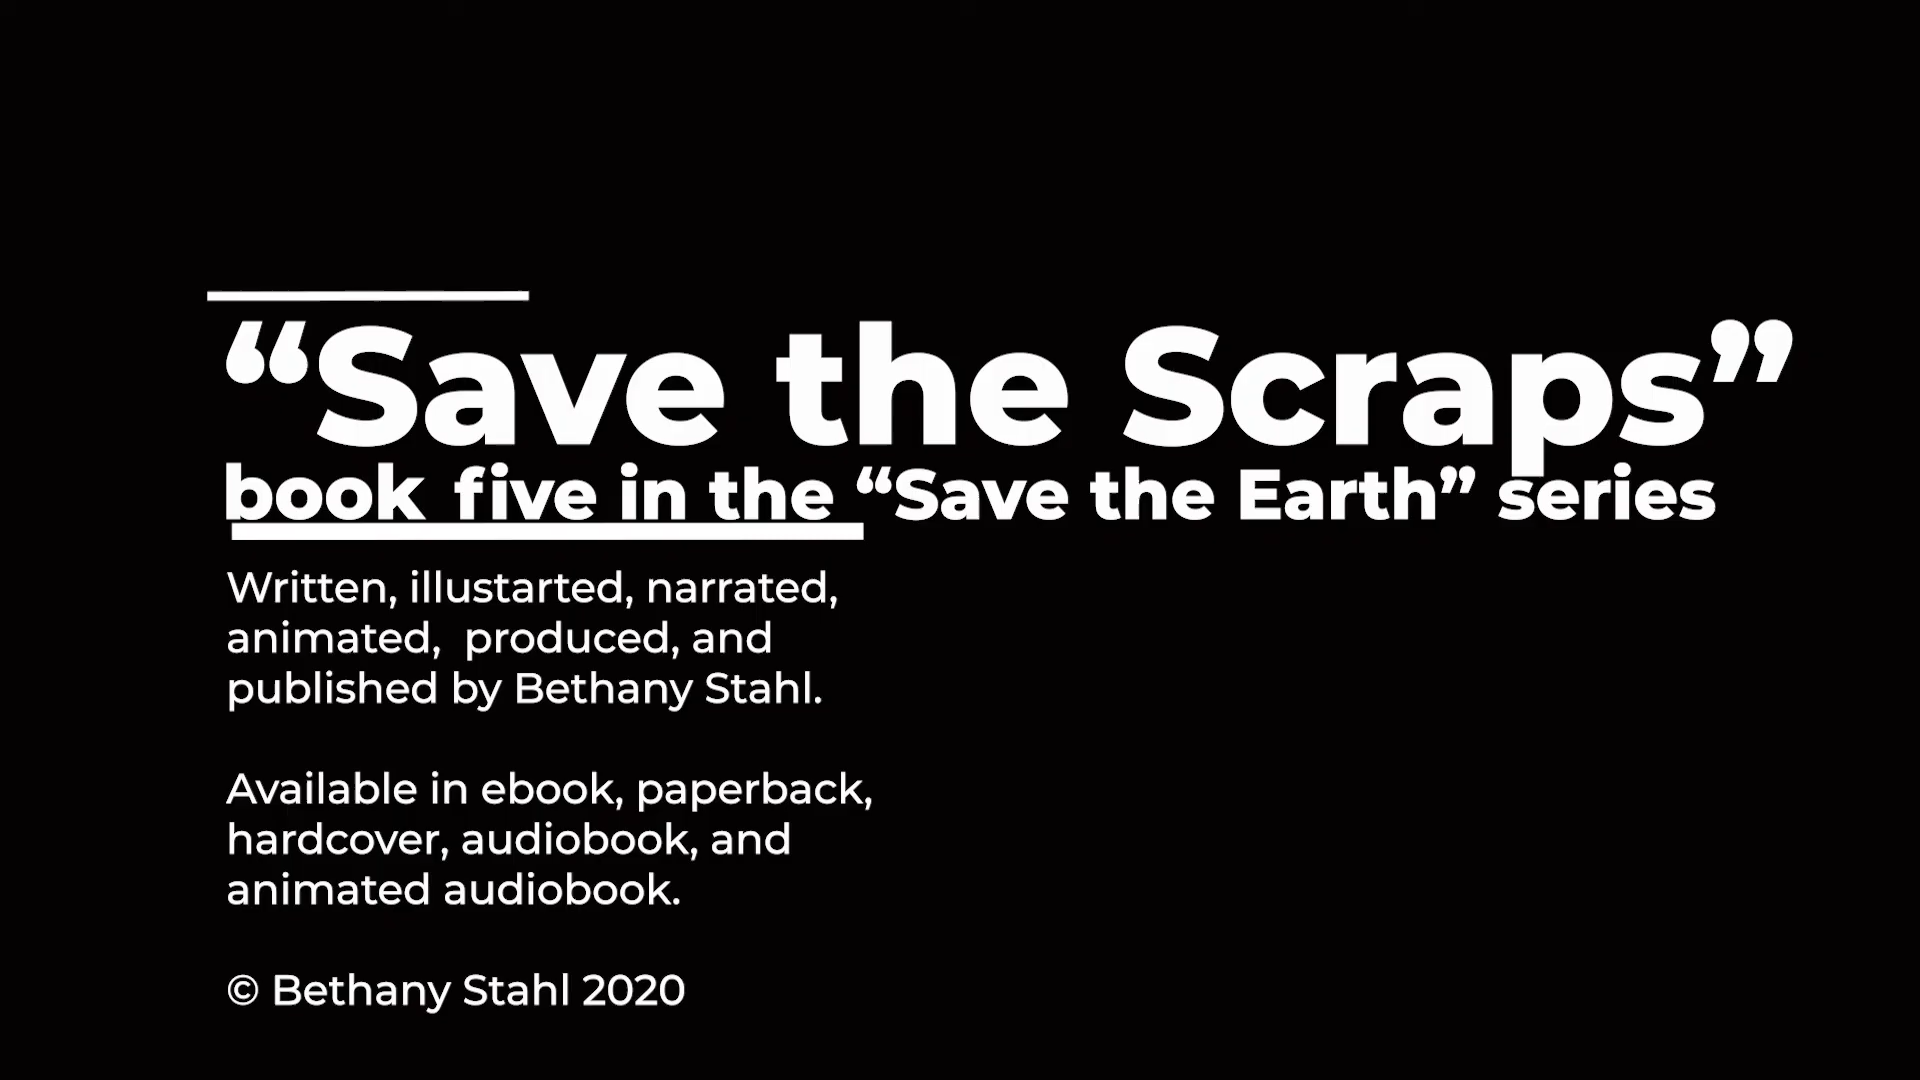 “Save the Scraps”
book five in the “Save the Earth” series
Written, illustarted, narrated,
animated,  produced, and
published by Bethany Stahl.
Available in ebook, paperback,
hardcover, audiobook, and
animated audiobook.
© Bethany Stahl 2020